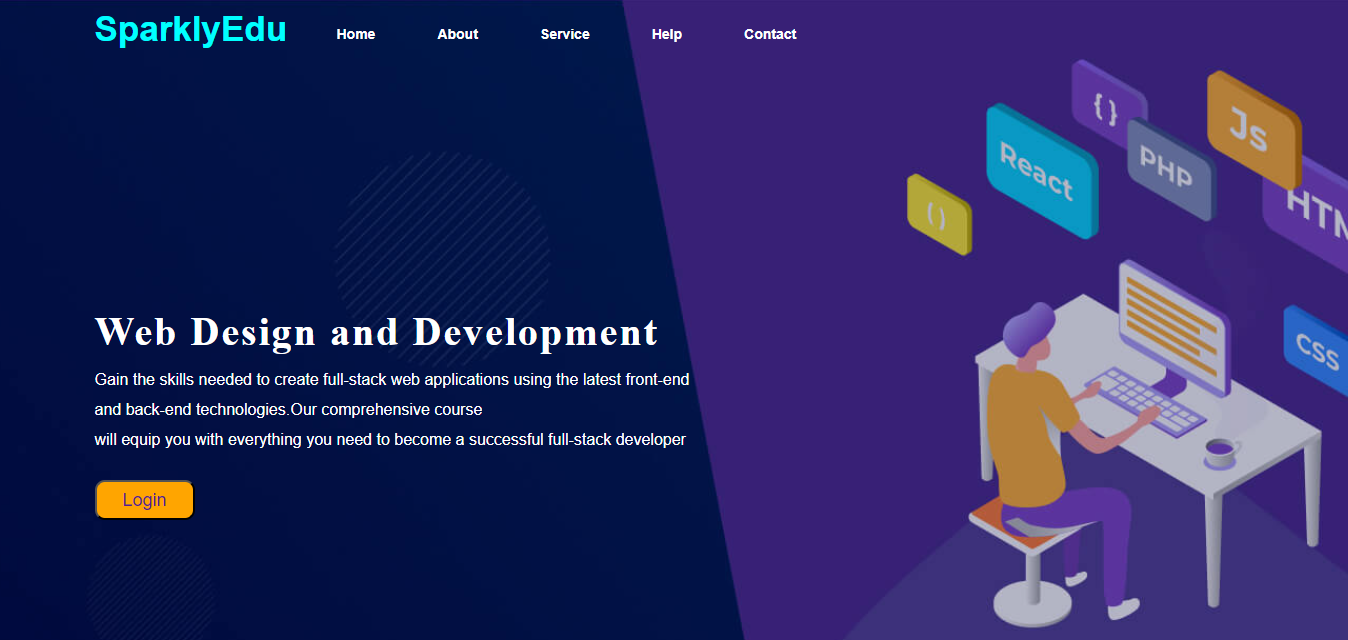 SparklyEdu
Home About Service Help Contact
{ }
Js
React
PHP
( )
HTM
CSS
Web Design and Development
Gain the skills needed to create full-stack web applications using the latest front-end
and back-end technologies.Our comprehensive course
will equip you with everything you need to become a successful full-stack developer
Login